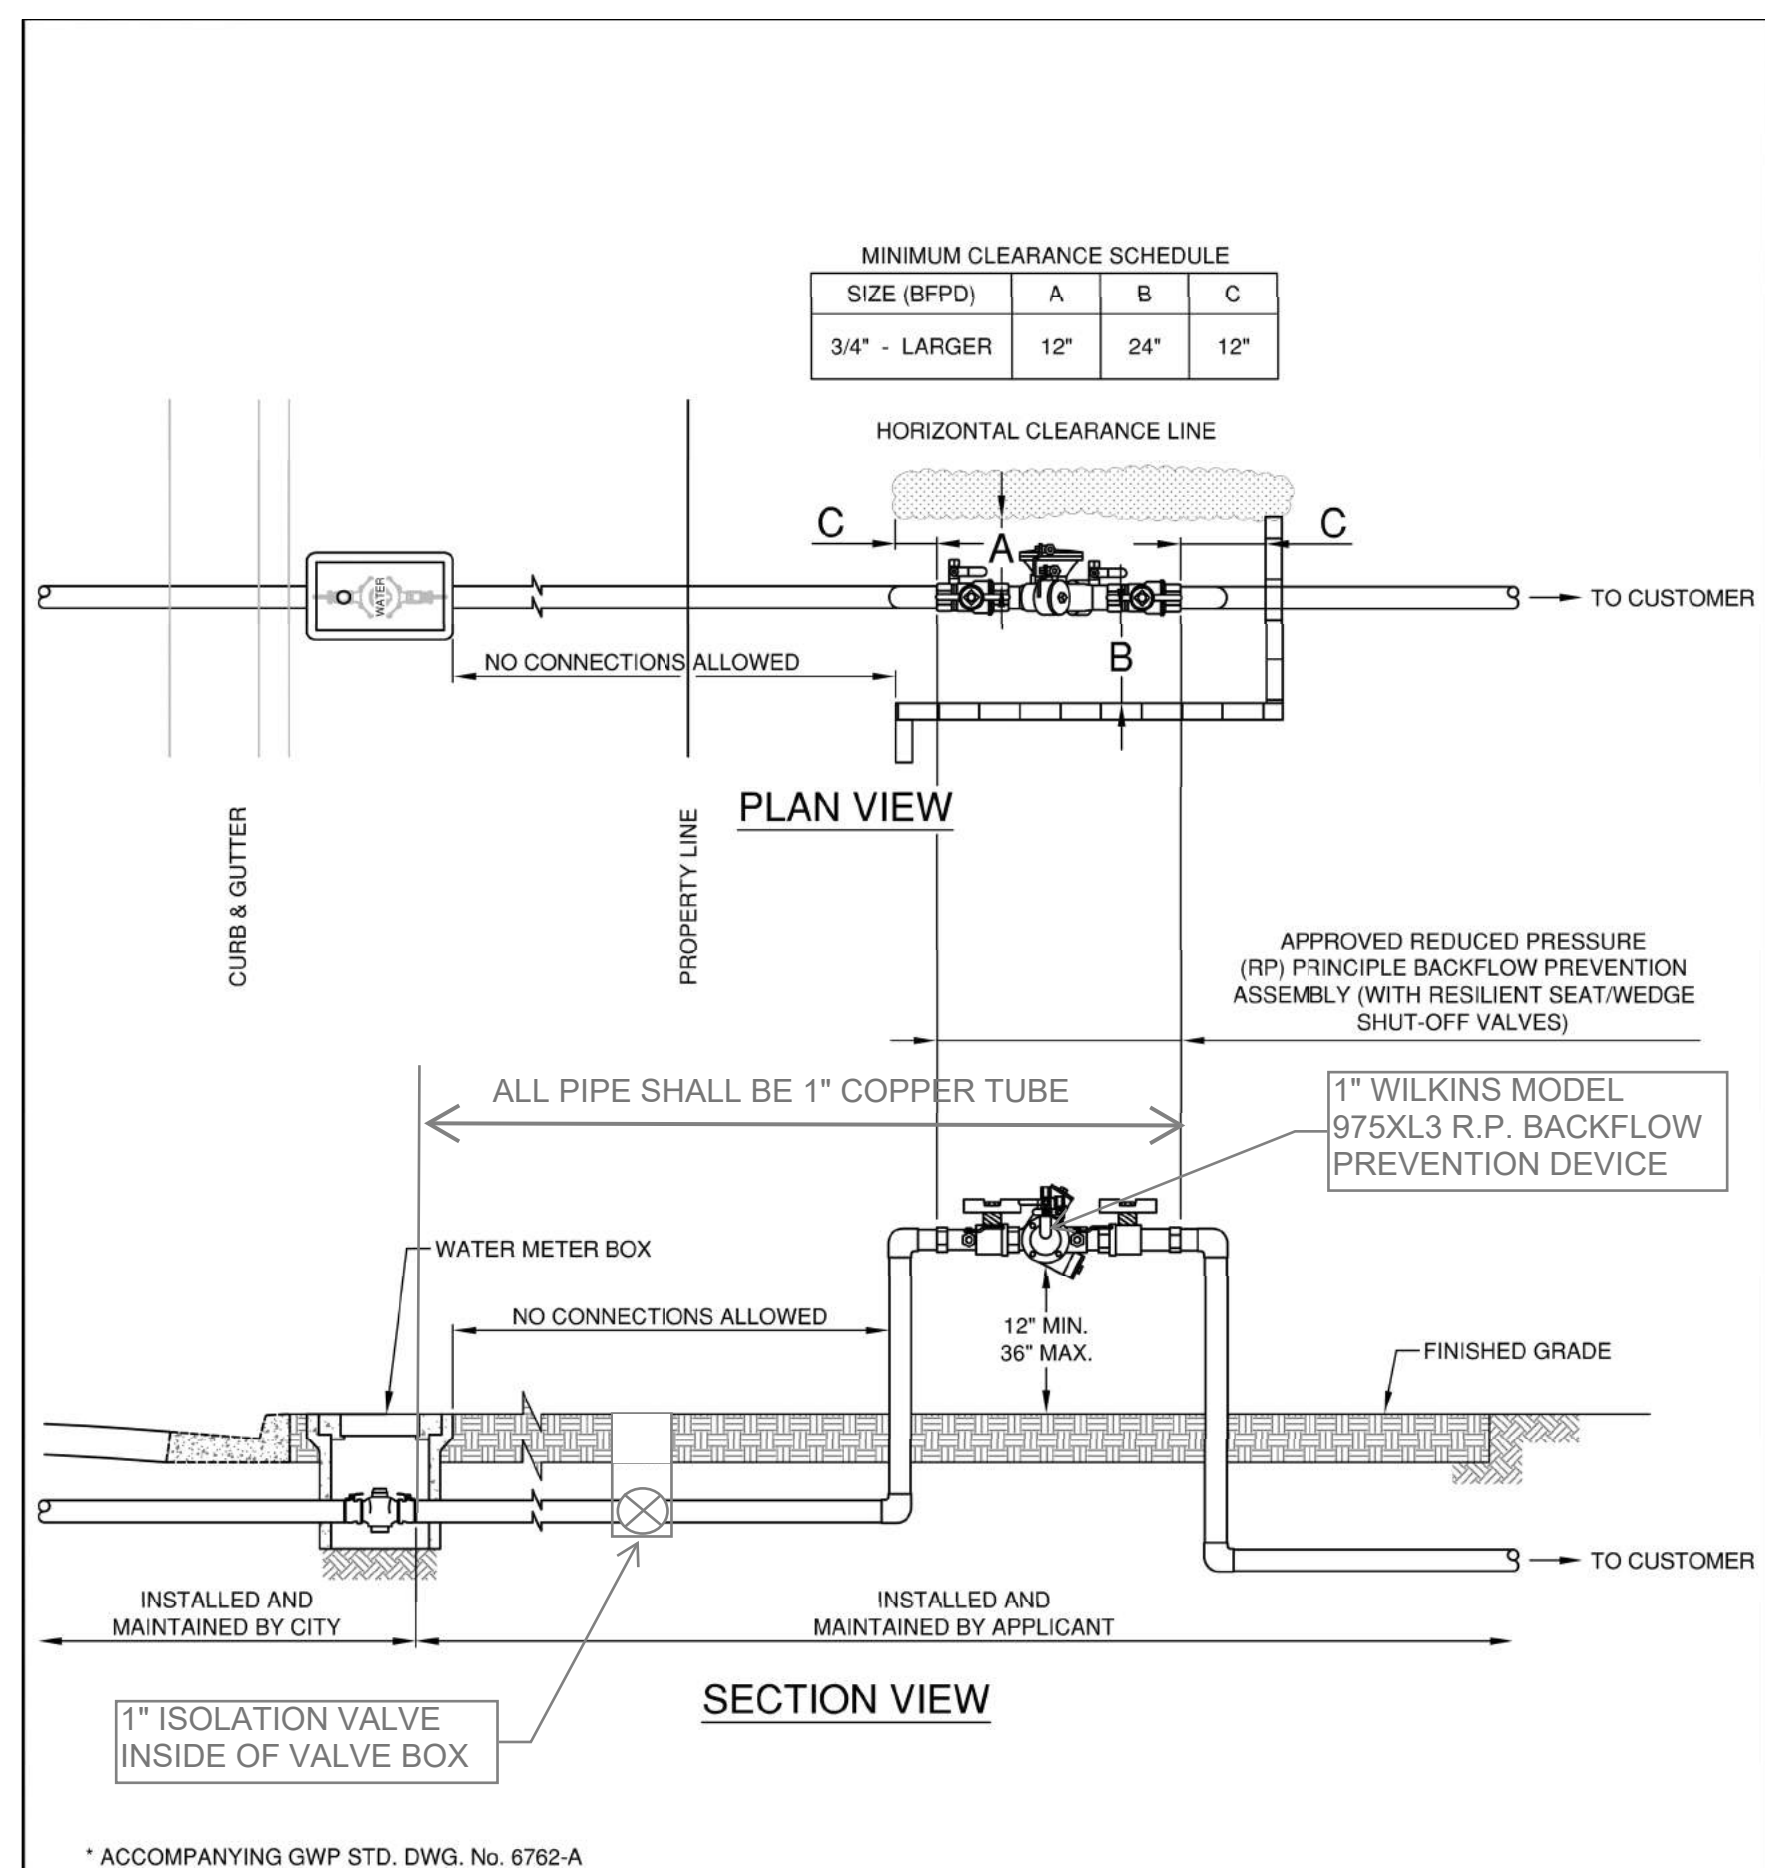 MINIMUM CLEARANCE SCHEDULE
SIZE (BFPD) A B C
3/4" - LARGER 12" 24" 12"
HORIZONTAL CLEARANCE LINE
C
C
A
WATER
TO CUSTOMER
NO CONNECTIONS ALLOWED
B
PLAN VIEW
CURB & GUTTER
PROPERTY LINE
APPROVED REDUCED PRESSURE
(RP) PRINCIPLE BACKFLOW PREVENTION
ASSEMBLY (WITH RESILIENT SEAT/WEDGE
SHUT-OFF VALVES)
ALL PIPE SHALL BE 1" COPPER TUBE
1" WILKINS MODEL
975XL3 R.P. BACKFLOW
PREVENTION DEVICE
WATER METER BOX
NO CONNECTIONS ALLOWED
12" MIN.
36" MAX.
FINISHED GRADE
TO CUSTOMER
INSTALLED AND
MAINTAINED BY CITY
INSTALLED AND
MAINTAINED BY APPLICANT
SECTION VIEW
1" ISOLATION VALVE
INSIDE OF VALVE BOX
* ACCOMPANYING GWP STD. DWG. No. 6762-A